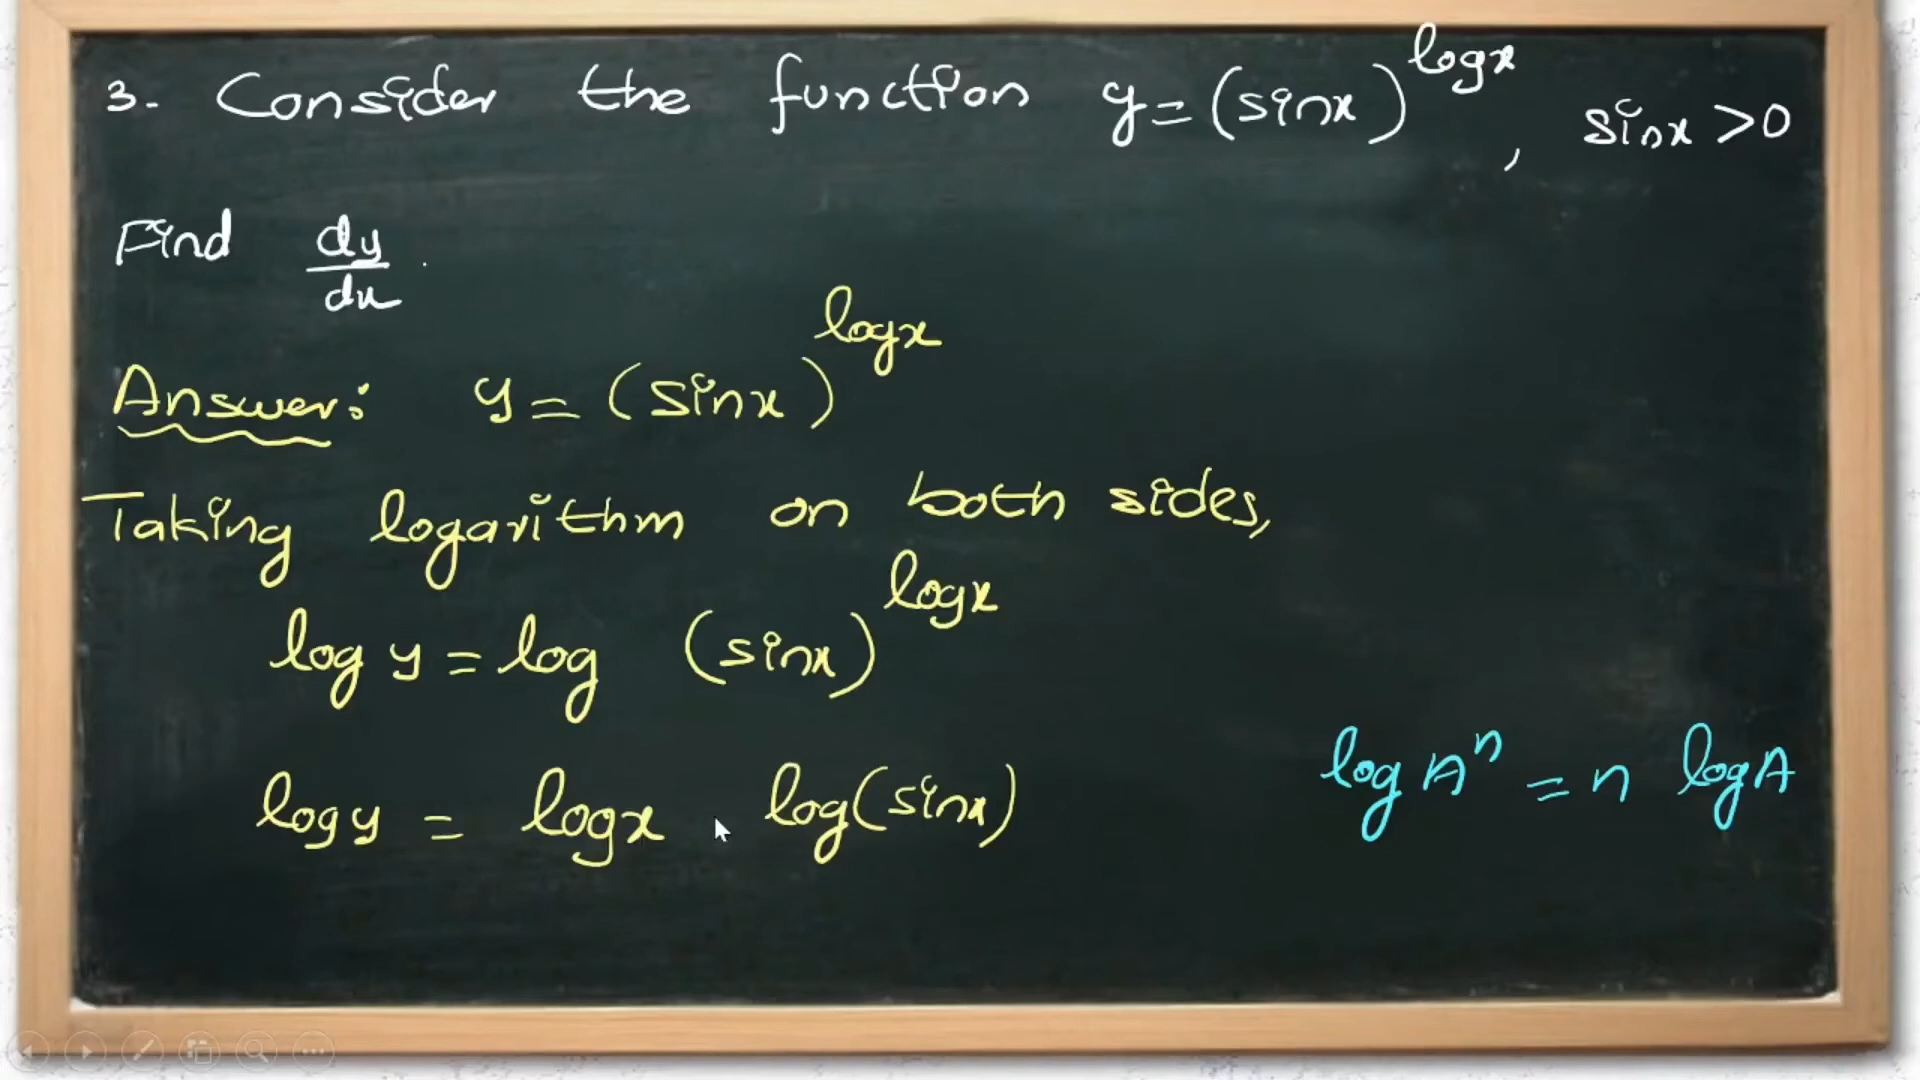 3. Consider the function y = (sinx)^logx, sinx > 0
Find dy/dx.
Answer: y = (sinx)^logx
Taking logarithm on both sides,
log y = log (sinx)^logx
logy = logx . log(sinx)
log A^n = n logA